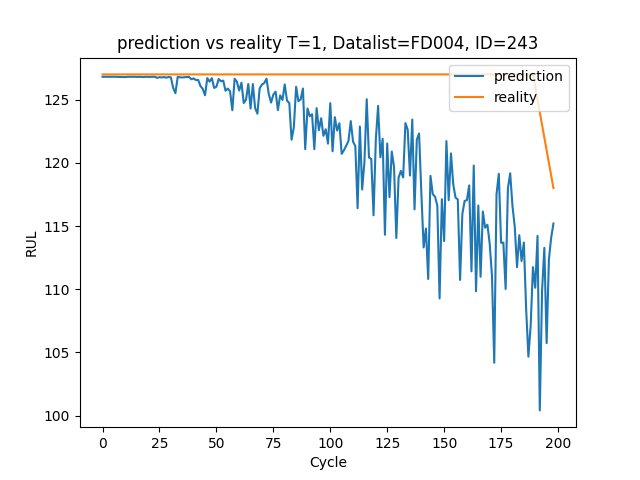 prediction vs reality T=1, Datalist=FD004, ID=243
prediction
reality
RUL
125
120
115
110
105
100
0 25 50 75 100 125 150 175 200
Cycle